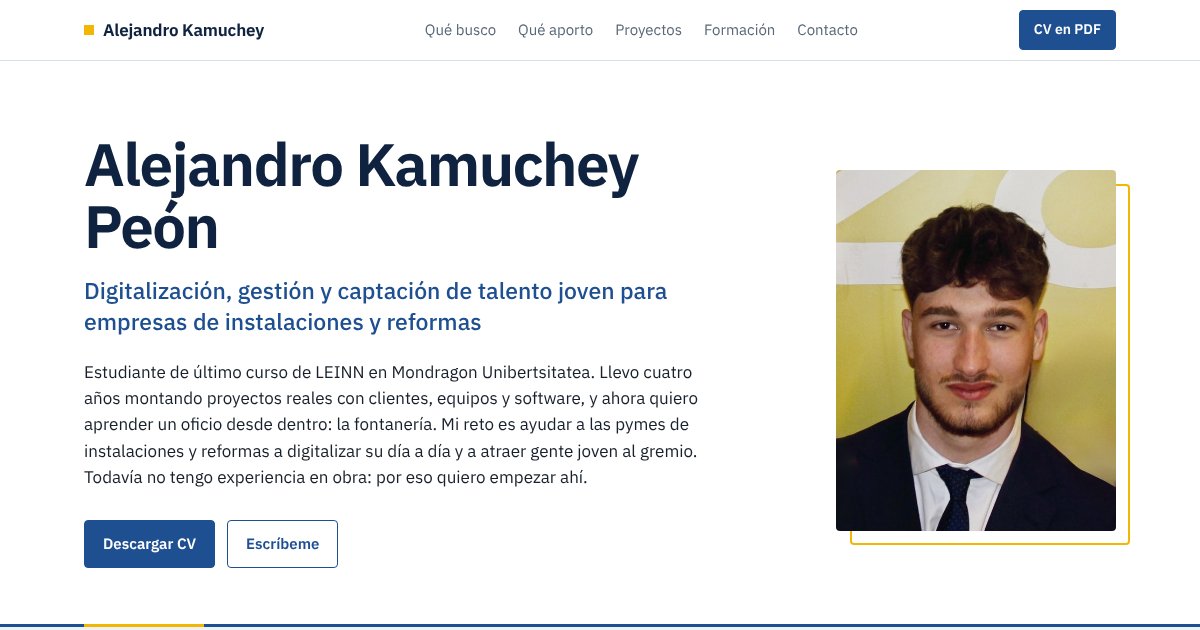 Alejandro Kamuchey
Qué busco
Qué aporto
Proyectos
Formación
Contacto
CV en PDF
Alejandro Kamuchey
Peón
Digitalización, gestión y captación de talento joven para
empresas de instalaciones y reformas
Estudiante de último curso de LEINN en Mondragon Unibertsitatea. Llevo cuatro
años montando proyectos reales con clientes, equipos y software, y ahora quiero
aprender un oficio desde dentro: la fontanería. Mi reto es ayudar a las pymes de
instalaciones y reformas a digitalizar su día a día y a atraer gente joven al gremio.
Todavía no tengo experiencia en obra: por eso quiero empezar ahí.
Descargar CV
Escríbeme